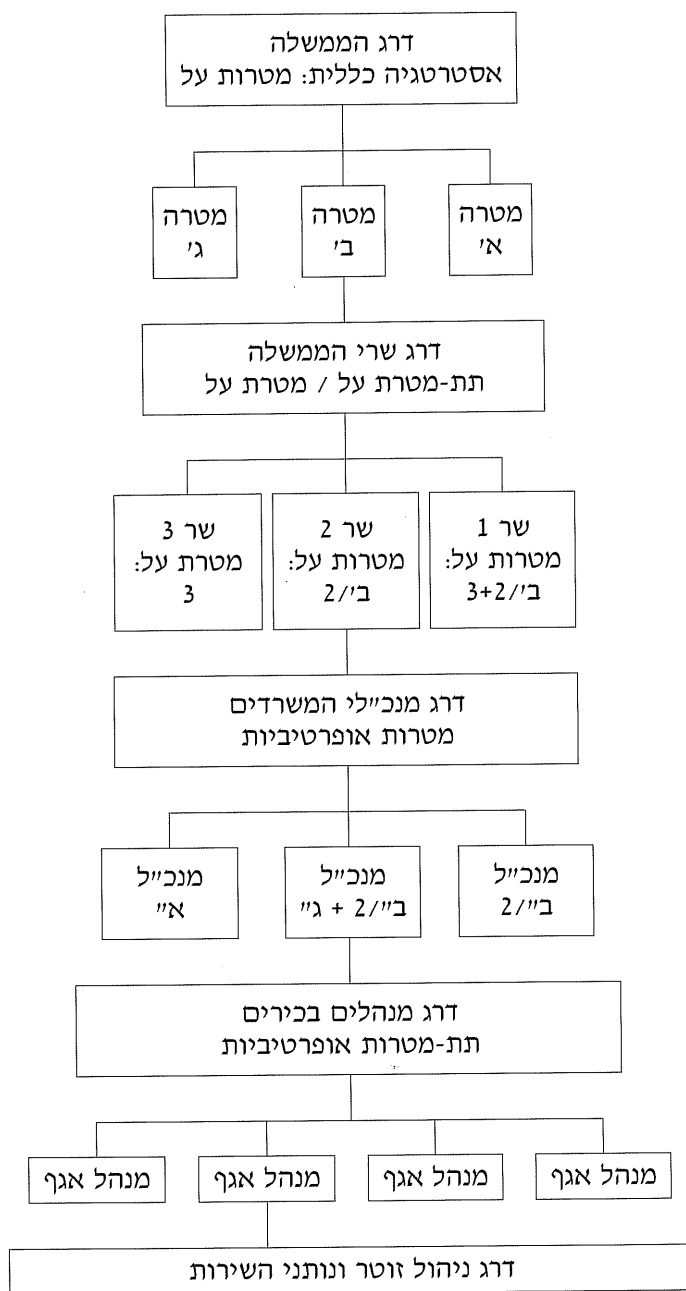 דרג הממשלה
אסטרטגיה כללית: מטרות על
מטרה
א׳
מטרה
ב׳
מטרה
ג׳
דרג שרי הממשלה
תת-מטרת על / מטרת על
שר 1
מטרות על:
ב׳/2+3
שר 2
מטרות על:
ב׳/2
שר 3
מטרת על:
3
דרג מנכ״לי המשרדים
מטרות אופרטיביות
מנכ״ל
ב״/2
מנכ״ל
ב״/2 + ג״
מנכ״ל
א״
דרג מנהלים בכירים
תת-מטרות אופרטיביות
מנהל אגף
מנהל אגף
מנהל אגף
מנהל אגף
דרג ניהול זוטר ונותני השירות